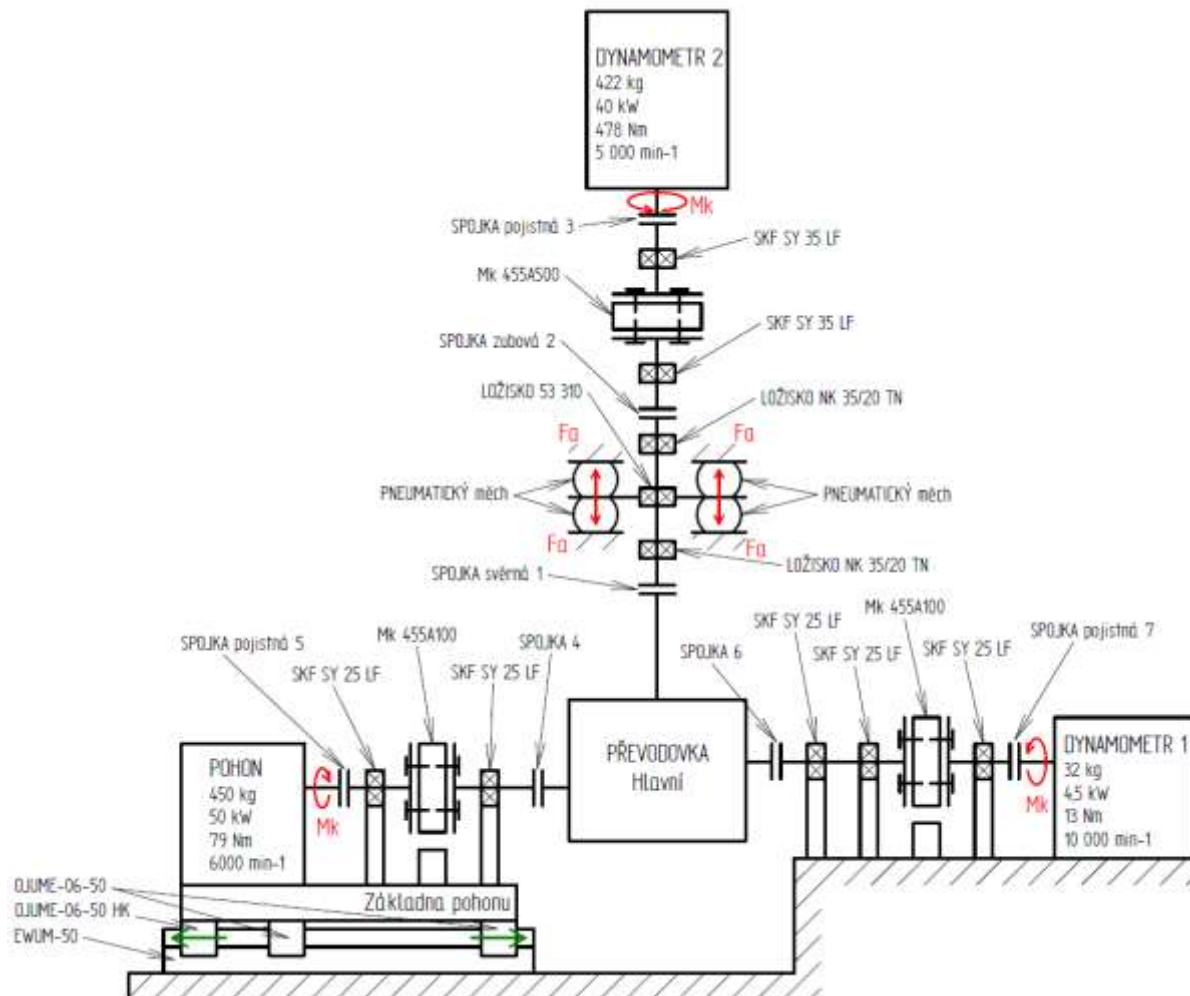 DYNAMOMETR 2
422 kg
40 kW
478 Nm
5 000 min-1
Mk
SPOJKA pojistná 3
SKF SY 35 LF
Mk 455A500
SKF SY 35 LF
SPOJKA zubová 2
LOŽISKO 53 310
LOŽISKO NK 35/20 TN
Fa
Fa
PNEUMATICKÝ měch
PNEUMATICKÝ měch
Fa
Fa
LOŽISKO NK 35/20 TN
SPOJKA svěrná 1
Mk 455A100
SKF SY 25 LF
SPOJKA pojistná 5
Mk 455A100
SPOJKA 4
SPOJKA 6
SKF SY 25 LF
SKF SY 25 LF
SPOJKA pojistná 7
SKF SY 25 LF
SKF SY 25 LF
PŘEVODOVKA
Hlavní
POHON
450 kg
50 kW
79 Nm
6000 min-1
Mk
DYNAMOMETR 1
32 kg
4,5 kW
13 Nm
10 000 min-1
Mk
OJUME-06-50
OJUME-06-50 HK
EWUM-50
Základna pohonu